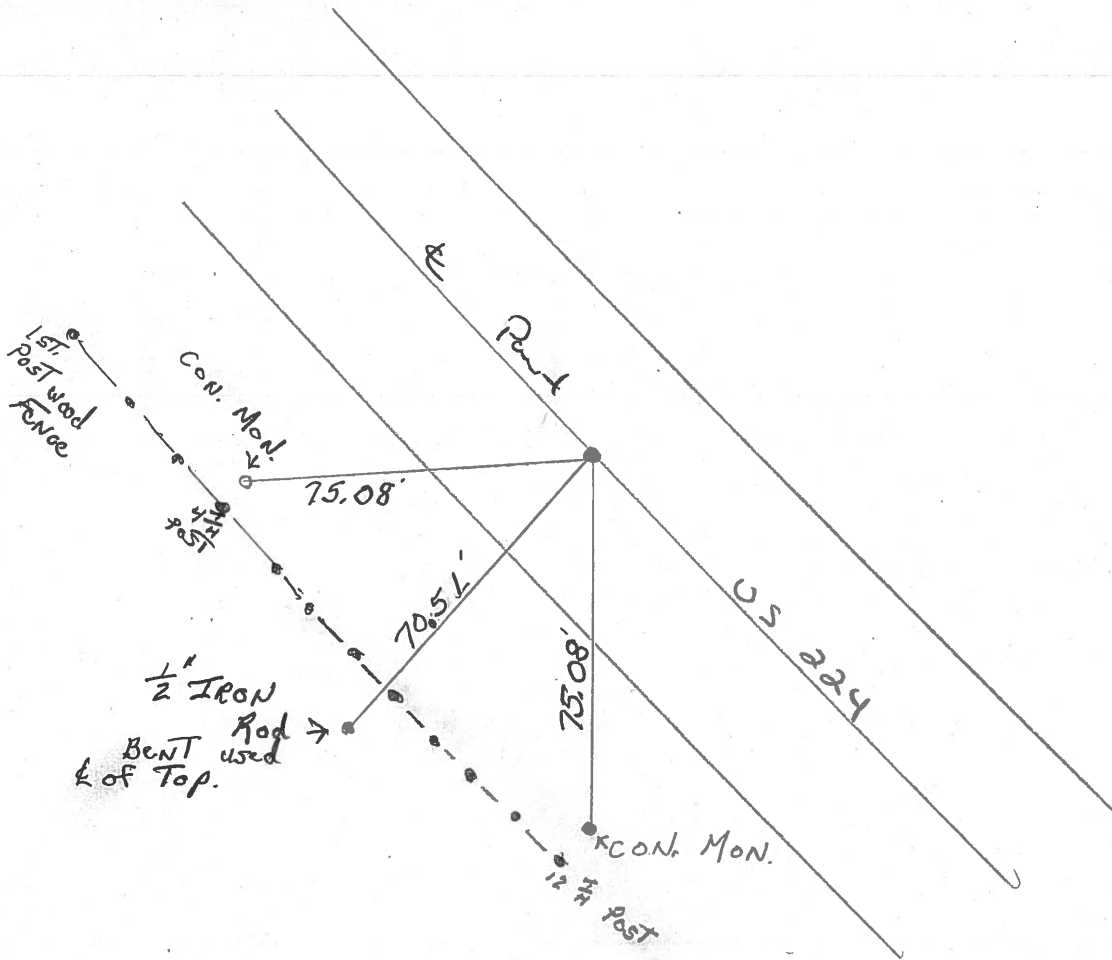 ℄
1ST.
POST WOOD
FENCE
CON. MON.
75.08'
4TH
POST
70.51'
75.08'
US 224
1/2" IRON
Rod →
BENT used
℄ of Top.
CON. MON.
12TH POST